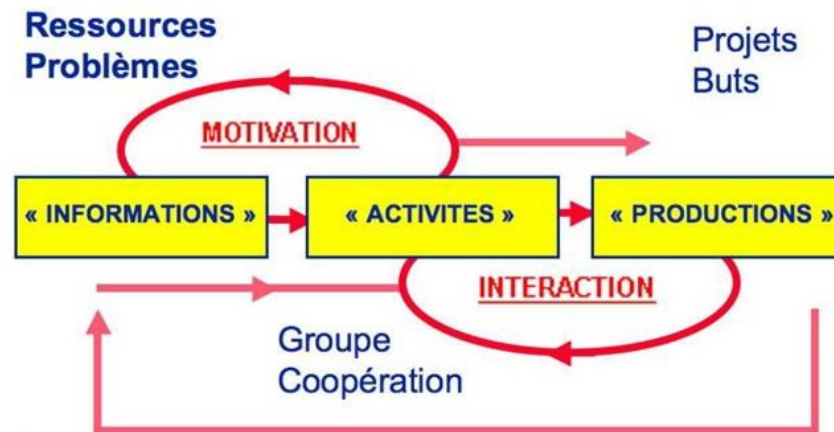 Ressources
Problèmes
Projets
Buts
MOTIVATION
« INFORMATIONS »
« ACTIVITES »
« PRODUCTIONS »
INTERACTION
Groupe
Coopération